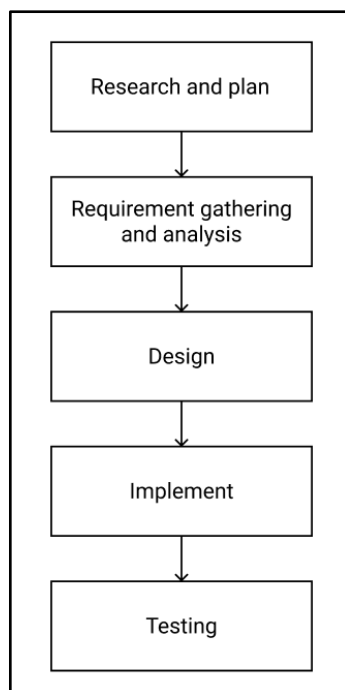 Research and plan
Requirement gathering
and analysis
Design
Implement
Testing